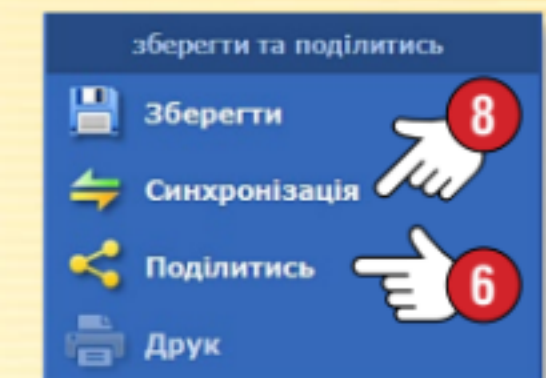 зберегти та поділитись
Зберегти
8
Синхронізація
Поділитись
6
Друк